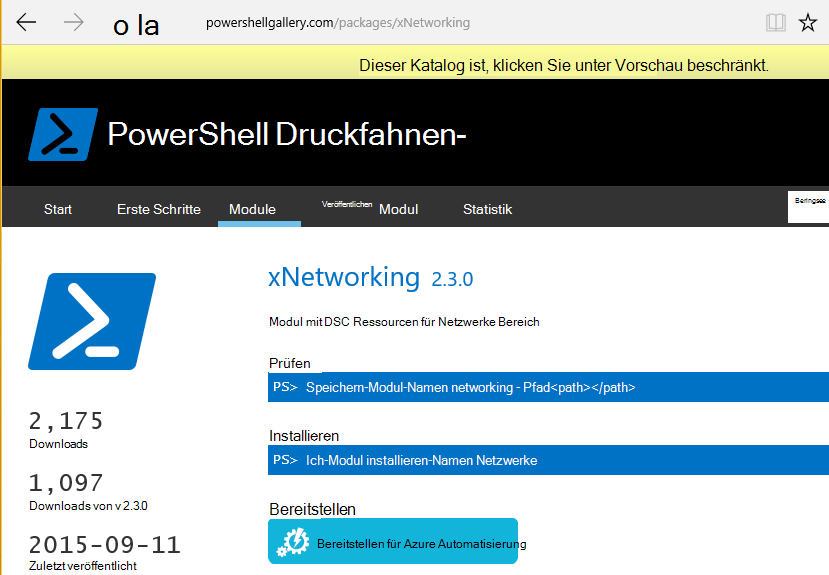 o la powershellgallery.com/packages/xNetworking
Dieser Katalog ist, klicken Sie unter Vorschau beschränkt.
PowerShell Druckfahnen-
Start Erste Schritte Module Veröffentlichen Modul Statistik Beringsee
xNetworking 2.3.0
Modul mit DSC Ressourcen für Netzwerke Bereich
Prüfen
PS> Speichern-Modul-Namen networking - Pfad<path></path>
2,175
Downloads
Installieren
PS> Ich-Modul installieren-Namen Netzwerke
1,097
Downloads von v 2.3.0
Bereitstellen
Bereitstellen für Azure Automatisierung
2015-09-11
Zuletzt veröffentlicht